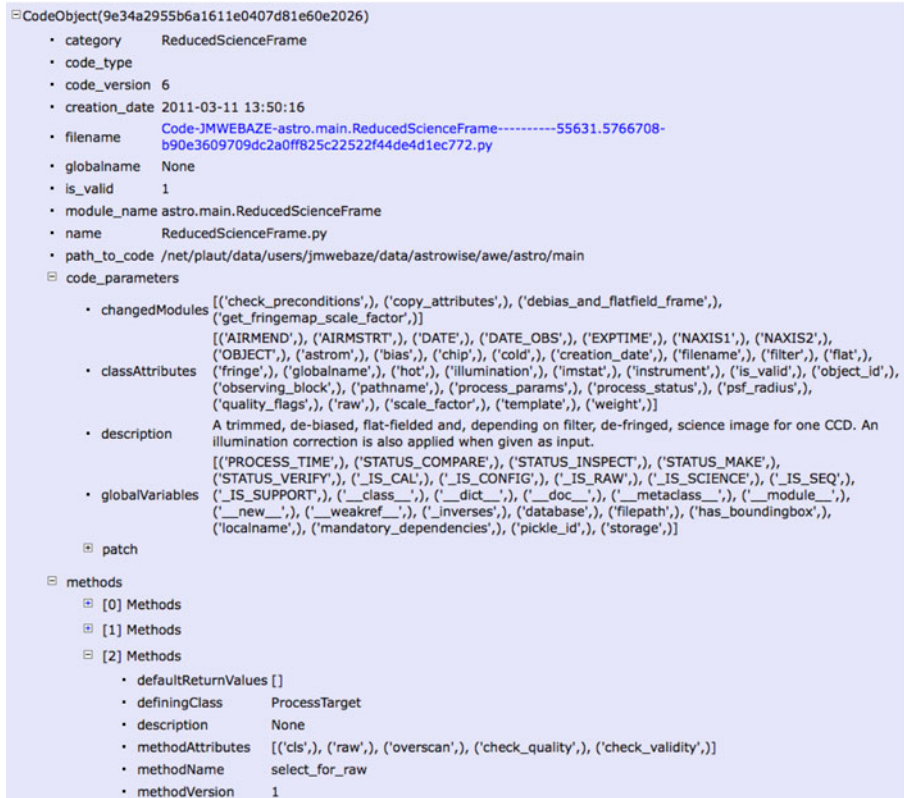 CodeObject(9e34a2955b6a1611e0407d81e60e2026)
category ReducedScienceFrame
code_type
code_version 6
creation_date 2011-03-11 13:50:16
filename Code-JMWEBAZE-astro.main.ReducedScienceFrame----------55631.5766708-
b90e3609709dc2a0ff825c22522f44de4d1ec772.py
globalname None
is_valid 1
module_name astro.main.ReducedScienceFrame
name ReducedScienceFrame.py
path_to_code /net/plaut/data/users/jmwebaze/data/astrowise/awe/astro/main
code_parameters
changedModules [('check_preconditions',), ('copy_attributes',), ('debias_and_flatfield_frame',),
('get_fringemap_scale_factor',)]
[('AIRMEND',), ('AIRMSTRT',), ('DATE',), ('DATE_OBS',), ('EXPTIME',), ('NAXIS1',), ('NAXIS2',),
('OBJECT',), ('astrom',), ('bias',), ('chip',), ('cold',), ('creation_date',), ('filename',), ('filter',), ('flat',),
classAttributes ('fringe',), ('globalname',), ('hot',), ('illumination',), ('imstat',), ('instrument',), ('is_valid',), ('object_id',),
('observing_block',), ('pathname',), ('process_params',), ('process_status',), ('psf_radius',),
('quality_flags',), ('raw',), ('scale_factor',), ('template',), ('weight',)]
description A trimmed, de-biased, flat-fielded and, depending on filter, de-fringed, science image for one CCD. An
illumination correction is also applied when given as input.
[('PROCESS_TIME',), ('STATUS_COMPARE',), ('STATUS_INSPECT',), ('STATUS_MAKE',),
('STATUS_VERIFY',), ('_IS_CAL',), ('_IS_CONFIG',), ('_IS_RAW',), ('_IS_SCIENCE',), ('_IS_SEQ',),
globalVariables ('_IS_SUPPORT',), ('__class__',), ('__dict__',), ('__doc__',), ('__metaclass__',), ('__module__',),
('__new__',), ('__weakref__',), ('_inverses',), ('database',), ('filepath',), ('has_boundingbox',),
('localname',), ('mandatory_dependencies',), ('pickle_id',), ('storage',)]
patch
methods
[0] Methods
[1] Methods
[2] Methods
defaultReturnValues []
definingClass ProcessTarget
description None
methodAttributes [('cls',), ('raw',), ('overscan',), ('check_quality',), ('check_validity',)]
methodName select_for_raw
methodVersion 1